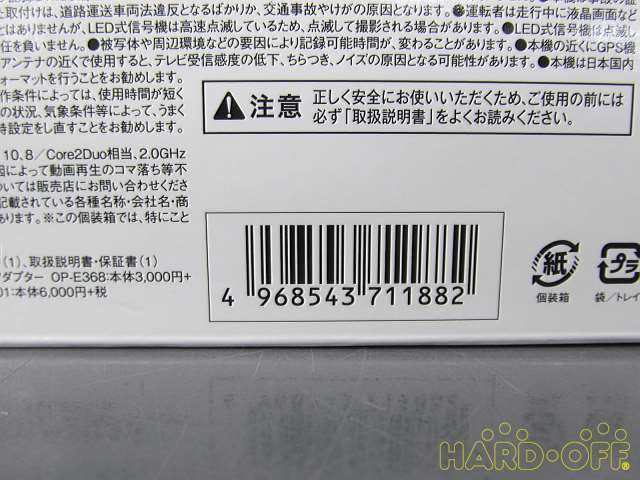 と取付けは、道路運送車両法違反となるばかりか、交通事故やけがの原因となります。●運転者は走行中に液晶画面など
とはありませんが、LED式信号機は高速点滅しているため、点滅して撮影される場合があります。●LED式信号機が点滅し
任を負いません。●被写体や周辺環境などの要因により記録可能時間が、変わることがあります。●本機の近くにGPS機
アンテナの近くで使用すると、テレビ受信感度の低下、ちらつき、ノイズの原因となる可能性があります。●本機は日本国内
ォーマットを行うことをお勧めします。
作条件によっては、使用時間が短く
の状況、気象条件等によって、うまく
時設定をし直すことをお勧めします。
注意
正しく安全にお使いいただくため、ご使用の前には
必ず「取扱説明書」をよくお読みください。
10、8/Core2Duo相当、2.0GHz
因によって動画再生のコマ落ち等不
ついては販売店にお問い合わせくださ
記載されている各種名称・会社名・商
あります。※この個装箱では、特にこと
(1)、取扱説明書・保証書(1)
アダプター OP-E368:本体3,000円+
01:本体6,000円+税
4 968543 711882
紙
個装箱
プラ
袋/トレイ
HARD-OFF